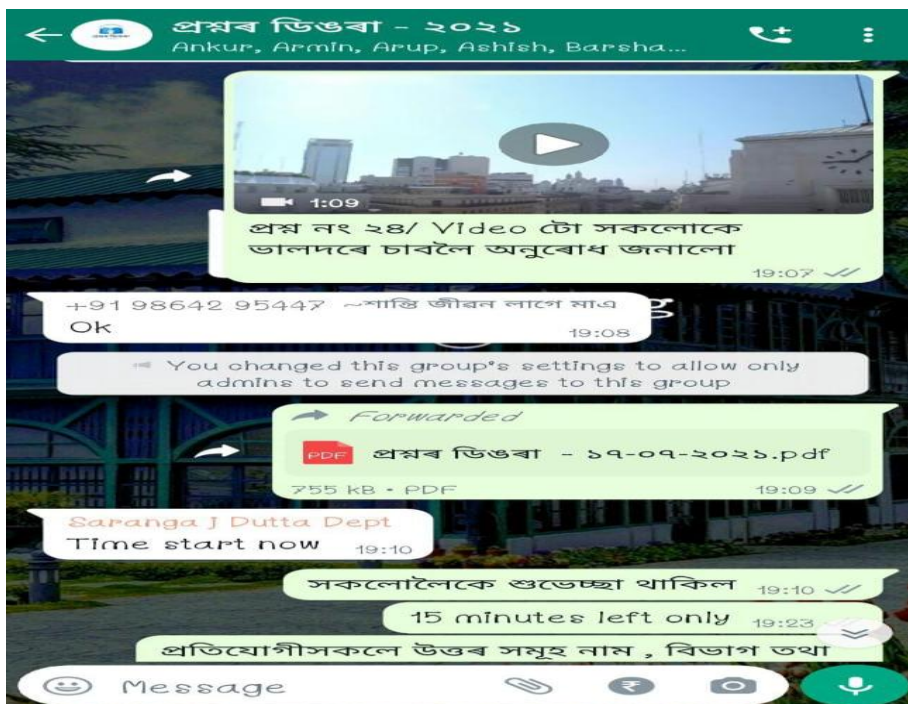 প্ৰশ্নৰ ডিঙৰা - ২০২১
Ankur, Armin, Arup, Ashish, Barsha...
1:09
প্ৰশ্ন নং ২৪/ Video টো সকলোকে
ভালদৰে চাবলৈ অনুৰোধ জনালো
19:07
+91 98642 95447 ~শান্তি জীৱন লাগে মাএ
Ok
19:08
You changed this group's settings to allow only
admins to send messages to this group
Forwarded
PDF প্ৰশ্নৰ ডিঙৰা - ১৭-০৭-২০২১.pdf
755 kB • PDF 19:09
Saranga J Dutta Dept
Time start now 19:10
সকলোলৈকে শুভেচ্ছা থাকিল 19:10
15 minutes left only 19:23
প্ৰতিযোগীসকলে উত্তৰ সমূহ নাম , বিভাগ তথা
Message